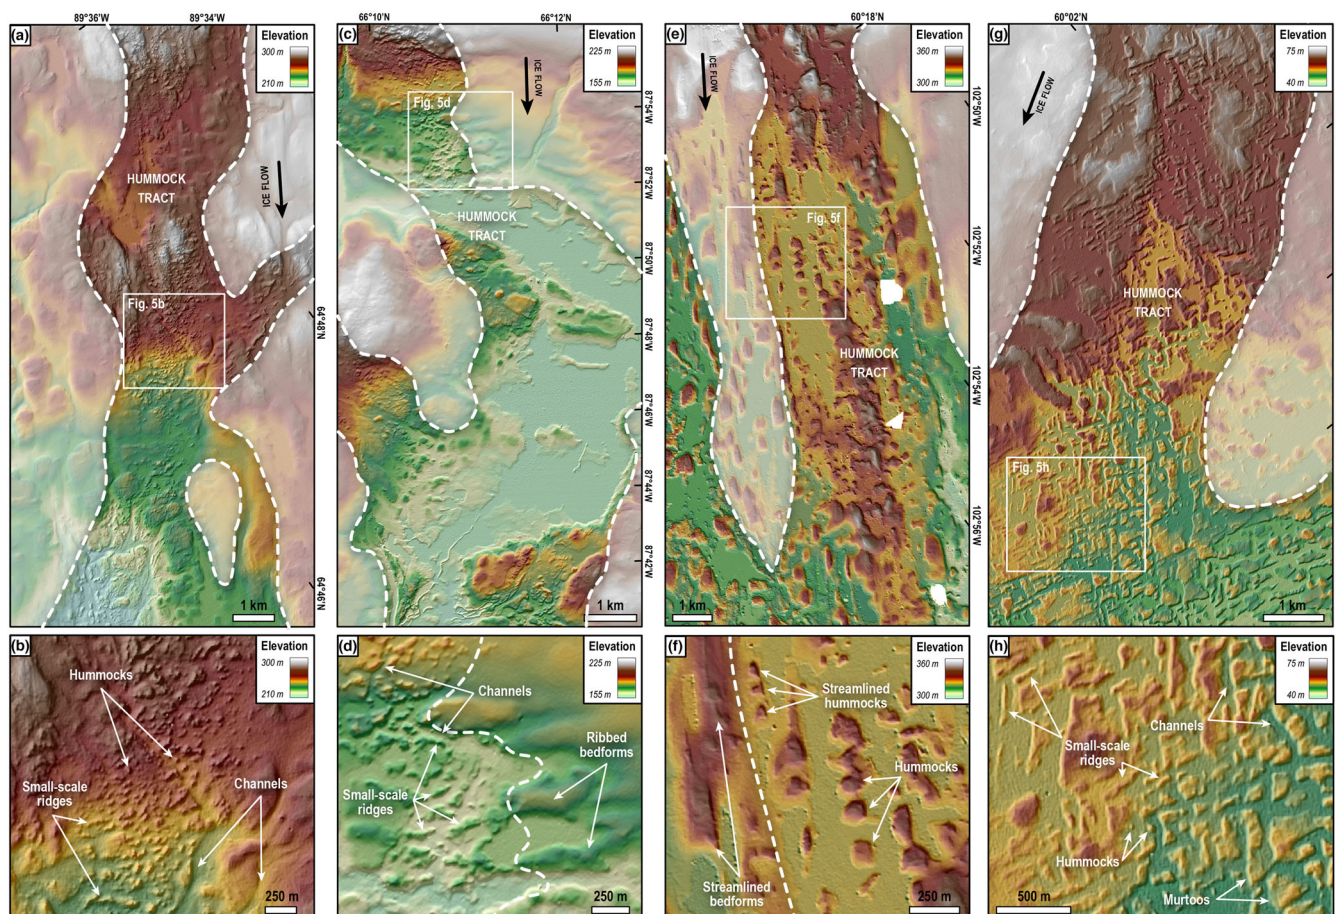 89°36'W
89°34'W
66°10'N
66°12'N
60°18'N
60°02'N
(a)
Elevation
300 m
210 m
HUMMOCK
TRACT
ICE FLOW
Fig. 5b
64°48'N
64°46'N
1 km
(c)
Elevation
225 m
155 m
Fig. 5d
ICE FLOW
HUMMOCK
TRACT
87°54'W
87°52'W
87°50'W
87°48'W
87°46'W
87°44'W
87°42'W
1 km
(e)
Elevation
360 m
300 m
ICE FLOW
Fig. 5f
HUMMOCK
TRACT
102°50'W
102°52'W
102°54'W
102°56'W
1 km
(g)
Elevation
75 m
40 m
ICE FLOW
HUMMOCK
TRACT
Fig. 5h
1 km
(b)
Elevation
300 m
210 m
Hummocks
Small-scale
ridges
Channels
250 m
(d)
Elevation
225 m
155 m
Channels
Ribbed
bedforms
Small-scale
ridges
250 m
(f)
Elevation
360 m
300 m
Streamlined
hummocks
Hummocks
Streamlined
bedforms
250 m
(h)
Elevation
75 m
40 m
Channels
Small-scale
ridges
Hummocks
Murtoos
500 m